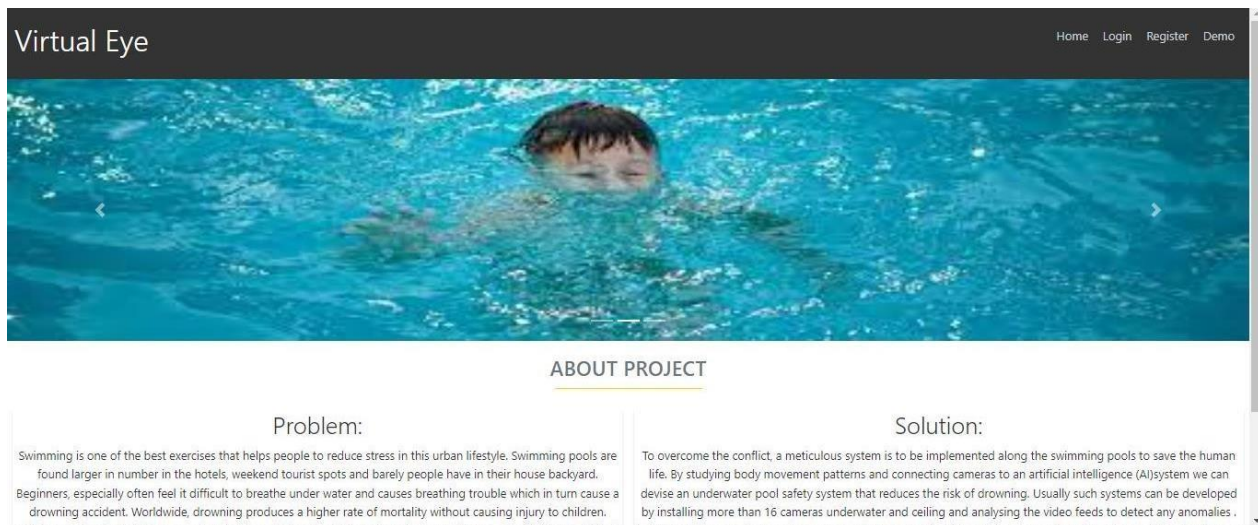 Virtual Eye
Home Login Register Demo
ABOUT PROJECT
Problem:
Swimming is one of the best exercises that helps people to reduce stress in this urban lifestyle. Swimming pools are
found larger in number in the hotels, weekend tourist spots and barely people have in their house backyard.
Beginners, especially often feel it difficult to breathe under water and causes breathing trouble which in turn cause a
drowning accident. Worldwide, drowning produces a higher rate of mortality without causing injury to children.
Solution:
To overcome the conflict, a meticulous system is to be implemented along the swimming pools to save the human
life. By studying body movement patterns and connecting cameras to an artificial intelligence (AI)system we can
devise an underwater pool safety system that reduces the risk of drowning. Usually such systems can be developed
by installing more than 16 cameras underwater and ceiling and analysing the video feeds to detect any anomalies .